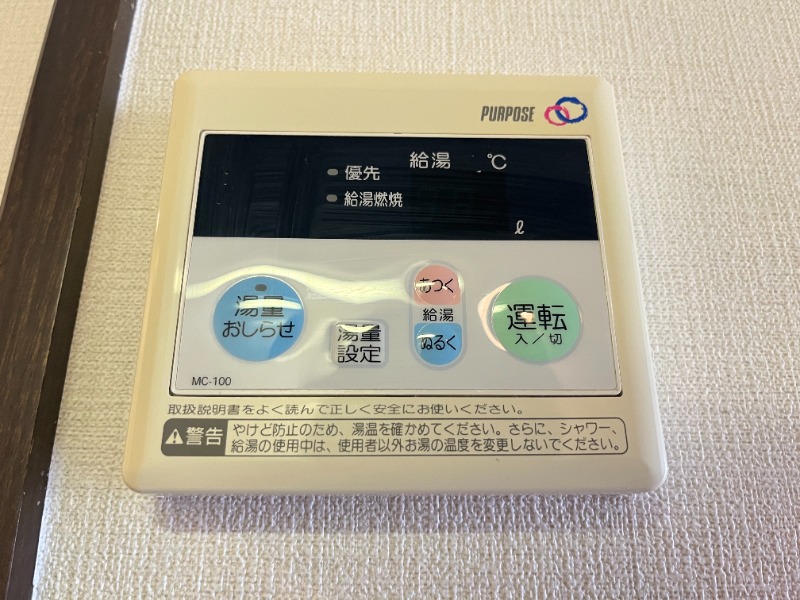 PURPOSE
給湯 ℃
優先
給湯燃焼
ℓ
湯量
おしらせ
湯量
設定
あつく
給湯
ぬるく
運転
入/切
MC-100
取扱説明書をよく読んで正しく安全にお使いください。
警告
やけど防止のため、湯温を確かめてください。さらに、シャワー、
給湯の使用中は、使用者以外お湯の温度を変更しないでください。